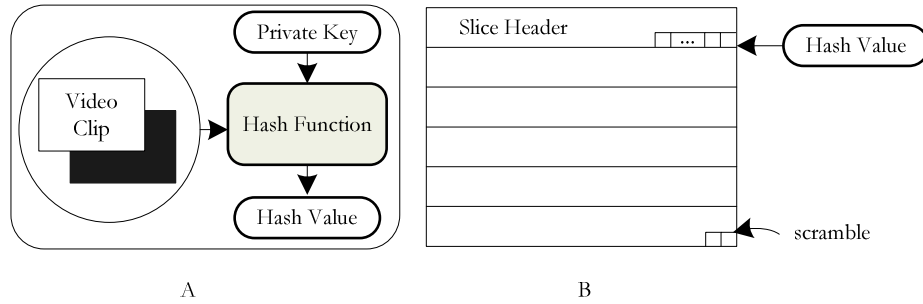 Private Key
Video
Clip
Hash Function
Hash Value
A
Slice Header
...
Hash Value
scramble
B